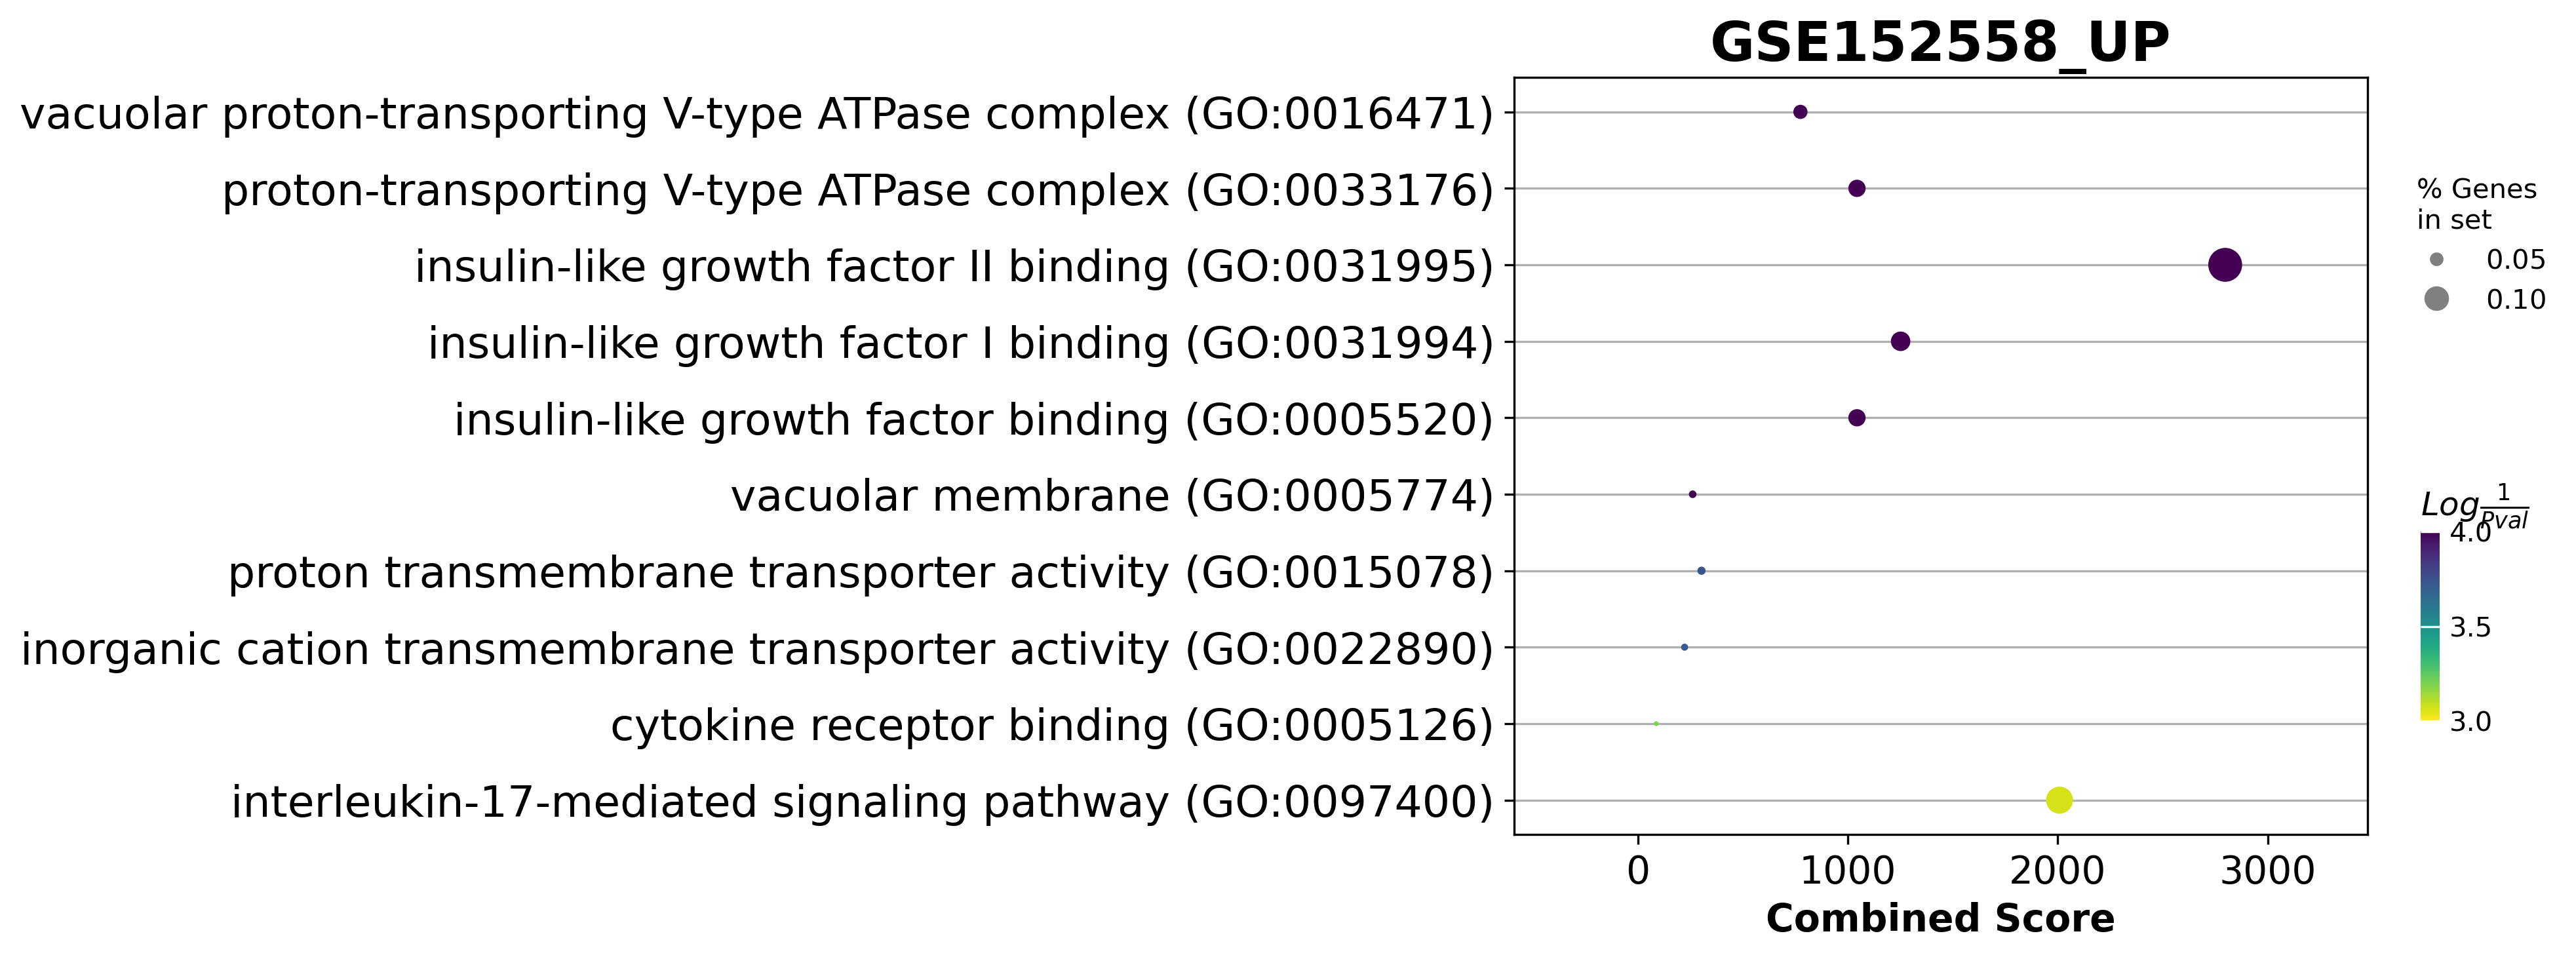 GSE152558_UP
vacuolar proton-transporting V-type ATPase complex (GO:0016471)
proton-transporting V-type ATPase complex (GO:0033176)
insulin-like growth factor II binding (GO:0031995)
insulin-like growth factor I binding (GO:0031994)
insulin-like growth factor binding (GO:0005520)
vacuolar membrane (GO:0005774)
proton transmembrane transporter activity (GO:0015078)
inorganic cation transmembrane transporter activity (GO:0022890)
cytokine receptor binding (GO:0005126)
interleukin-17-mediated signaling pathway (GO:0097400)
0 1000 2000 3000
Combined Score
% Genes
in set
0.05
0.10
Log 1/Pval
4.0
3.5
3.0